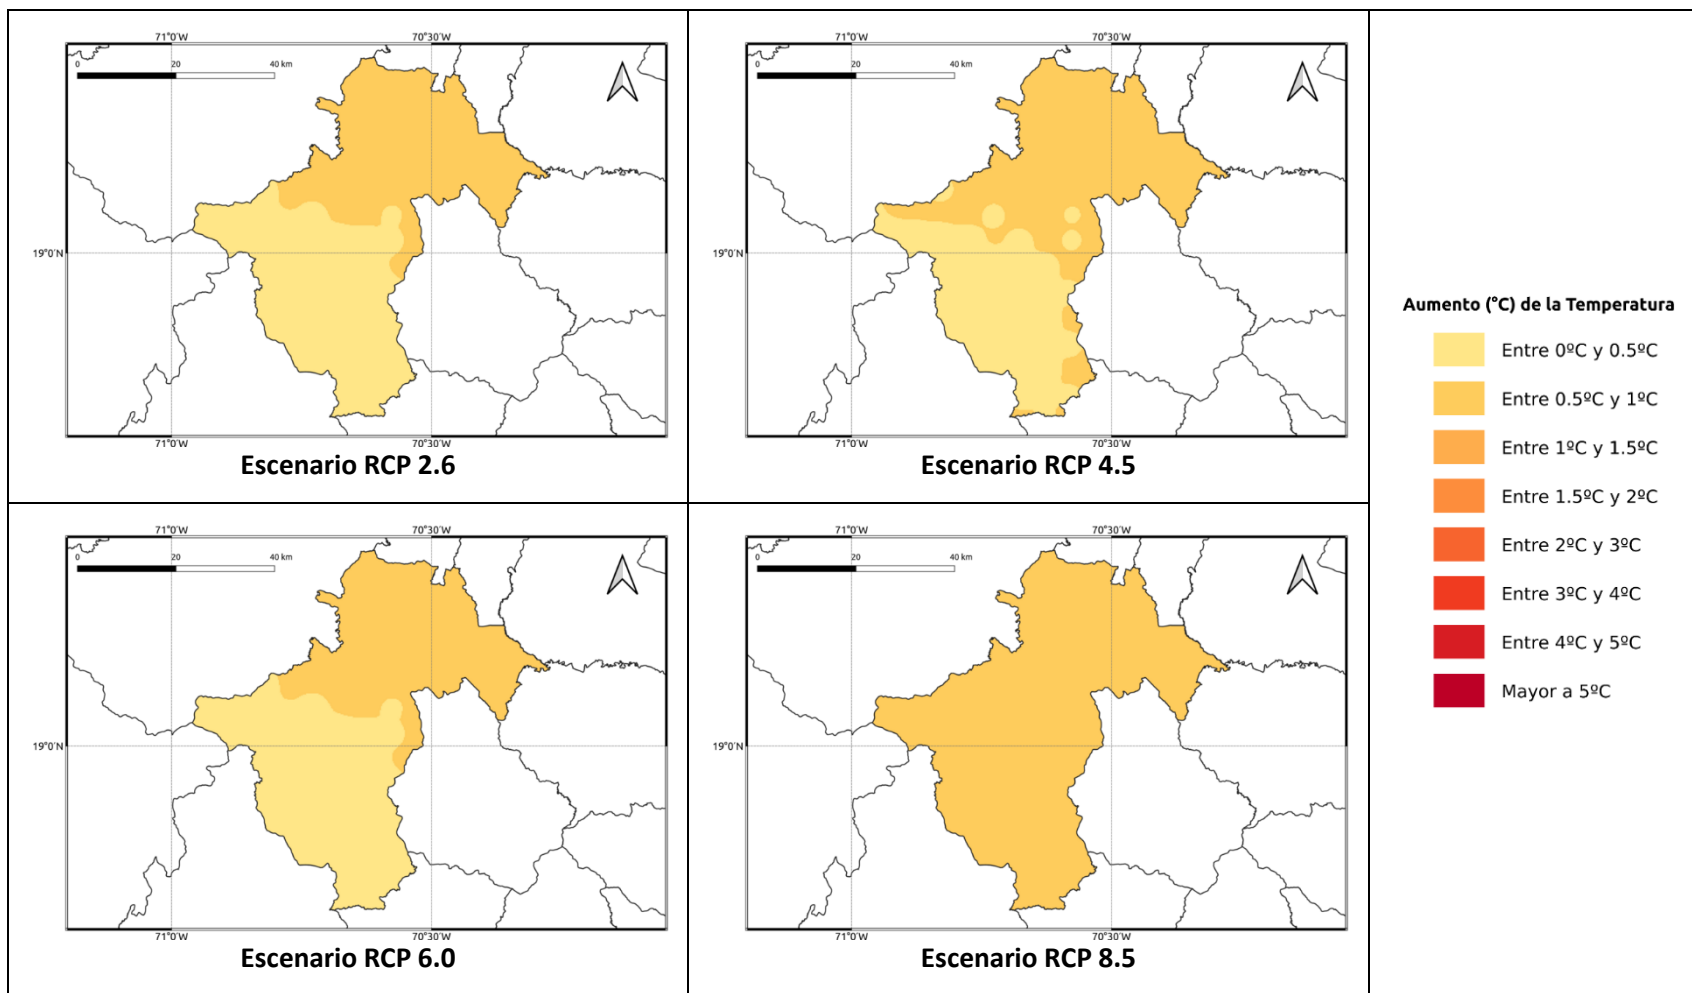 71°0'W 70°30'W
0 20 40 km
19°0'N
71°0'W 70°30'W
Escenario RCP 2.6
71°0'W 70°30'W
0 20 40 km
19°0'N
71°0'W 70°30'W
Escenario RCP 4.5
71°0'W 70°30'W
0 20 40 km
19°0'N
71°0'W 70°30'W
Escenario RCP 6.0
71°0'W 70°30'W
0 20 40 km
19°0'N
71°0'W 70°30'W
Escenario RCP 8.5
Aumento (°C) de la Temperatura
Entre 0ºC y 0.5ºC
Entre 0.5ºC y 1ºC
Entre 1ºC y 1.5ºC
Entre 1.5ºC y 2ºC
Entre 2ºC y 3ºC
Entre 3ºC y 4ºC
Entre 4ºC y 5ºC
Mayor a 5ºC